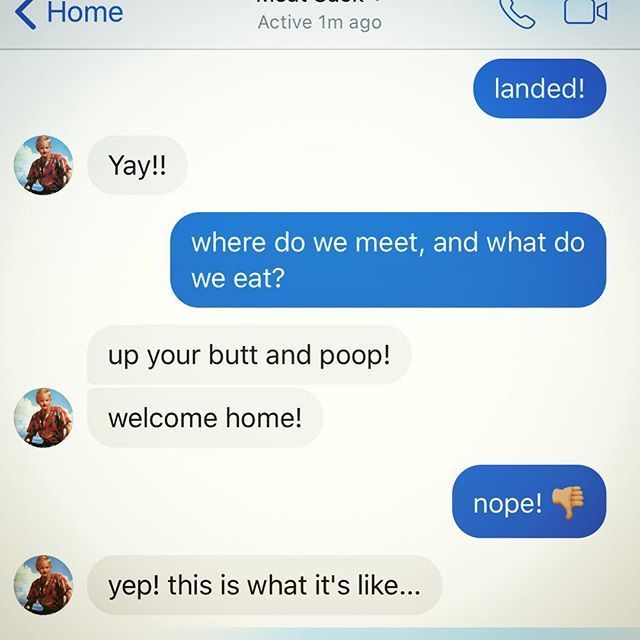 Home
Active 1m ago
landed!
Yay!!
where do we meet, and what do
we eat?
up your butt and poop!
welcome home!
nope! 👎🏼
yep! this is what it's like...